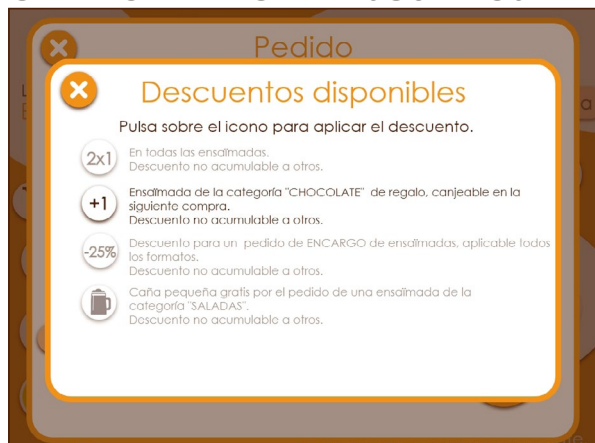 Pedido
Descuentos disponibles
Pulsa sobre el icono para aplicar el descuento.
2x1
En todas las ensaïmadas.
Descuento no acumulable a otros.
+1
Ensaïmada de la categoría "CHOCOLATE" de regalo, canjeable en la
siguiente compra.
Descuento no acumulable a otros.
-25%
Descuento para un pedido de ENCARGO de ensaïmadas, aplicable todos
los formatos.
Descuento no acumulable a otros.
Caña pequeña gratis por el pedido de una ensaïmada de la
categoría "SALADAS".
Descuento no acumulable a otros.